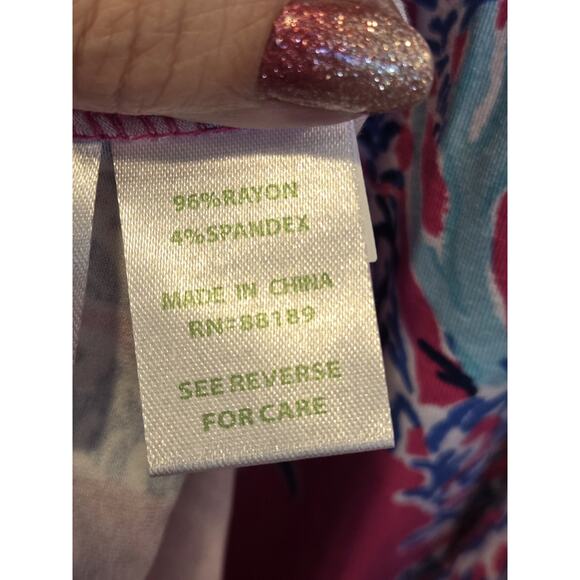 96%RAYON
4%SPANDEX
MADE IN CHINA
RN=88189
SEE REVERSE
FOR CARE